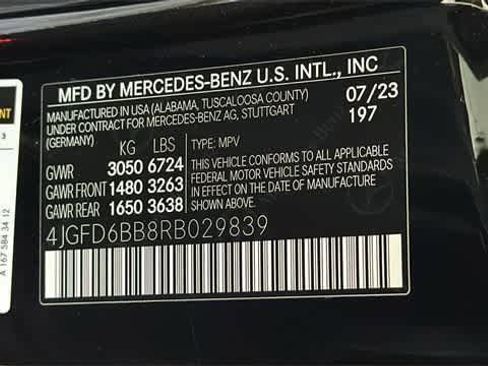 MFD BY MERCEDES-BENZ U.S. INTL., INC
MANUFACTURED IN USA (ALABAMA, TUSCALOOSA COUNTY)
UNDER CONTRACT FOR MERCEDES-BENZ AG, STUTTGART
(GERMANY)
07/23
197
KG LBS
GVWR 3050 6724
GAWR FRONT 1480 3263
GAWR REAR 1650 3638
TYPE: MPV
THIS VEHICLE CONFORMS TO ALL APPLICABLE
FEDERAL MOTOR VEHICLE SAFETY STANDARDS
IN EFFECT ON THE DATE OF MANUFACTURE
SHOWN ABOVE.
4JGFD6BB8RB029839
A 167 584 34 12